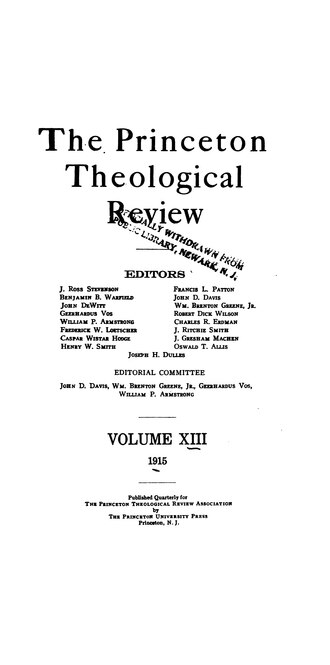 The Princeton
Theological
Review
OFFICIALLY WITHDRAWN FROM
PUBLIC LIBRARY, NEWARK, N. J.
EDITORS
J. Ross Stevenson
Benjamin B. Warfield
John DeWitt
Geerhardus Vos
William P. Armstrong
Frederick W. Loetscher
Caspar Wistar Hodge
Henry W. Smith
Francis L. Patton
John D. Davis
Wm. Brenton Greene, Jr.
Robert Dick Wilson
Charles R. Erdman
J. Ritchie Smith
J. Gresham Machen
Oswald T. Allis
Joseph H. Dulles
EDITORIAL COMMITTEE
John D. Davis, Wm. Brenton Greene, Jr., Geerhardus Vos,
William P. Armstrong
VOLUME XIII
1915
Published Quarterly for
The Princeton Theological Review Association
by
The Princeton University Press
Princeton, N. J.